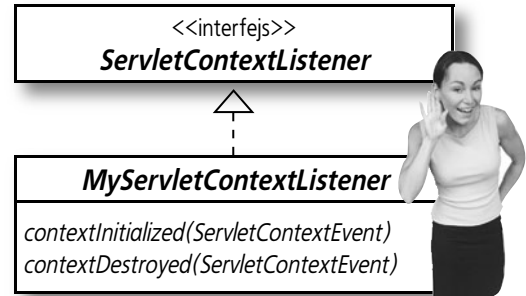 <<interfejs>>
ServletContextListener
MyServletContextListener
contextInitialized(ServletContextEvent)
contextDestroyed(ServletContextEvent)